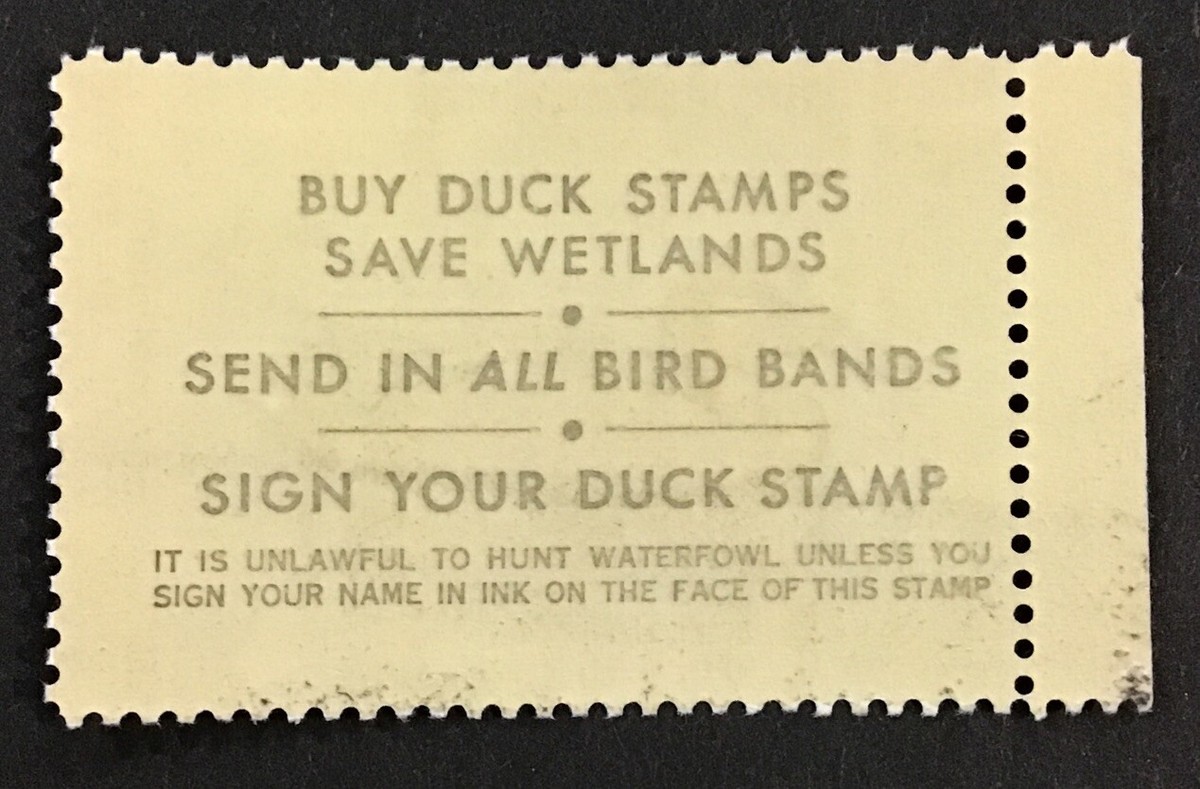 BUY DUCK STAMPS
SAVE WETLANDS
SEND IN ALL BIRD BANDS
SIGN YOUR DUCK STAMP
IT IS UNLAWFUL TO HUNT WATERFOWL UNLESS YOU
SIGN YOUR NAME IN INK ON THE FACE OF THIS STAMP